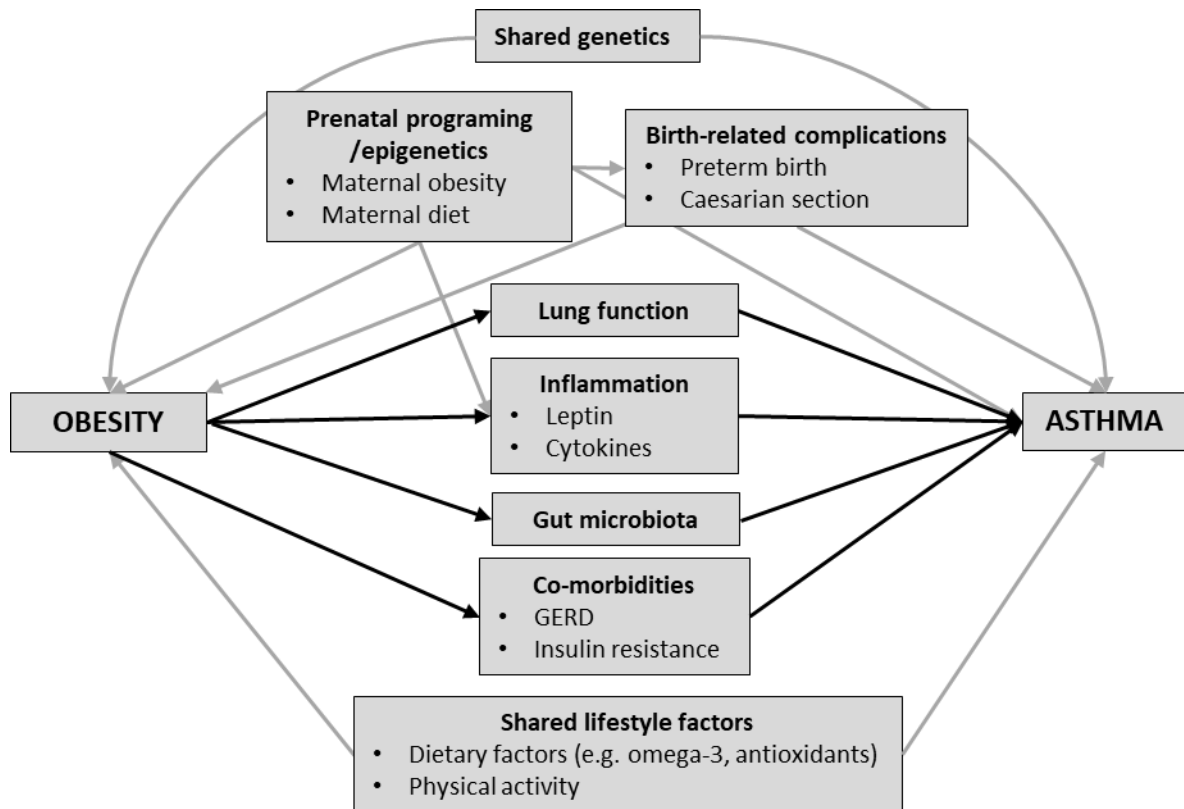 Shared genetics
Prenatal programing
/epigenetics
• Maternal obesity
• Maternal diet
Birth-related complications
• Preterm birth
• Caesarian section
Lung function
Inflammation
• Leptin
• Cytokines
OBESITY
ASTHMA
Gut microbiota
Co-morbidities
• GERD
• Insulin resistance
Shared lifestyle factors
• Dietary factors (e.g. omega-3, antioxidants)
• Physical activity